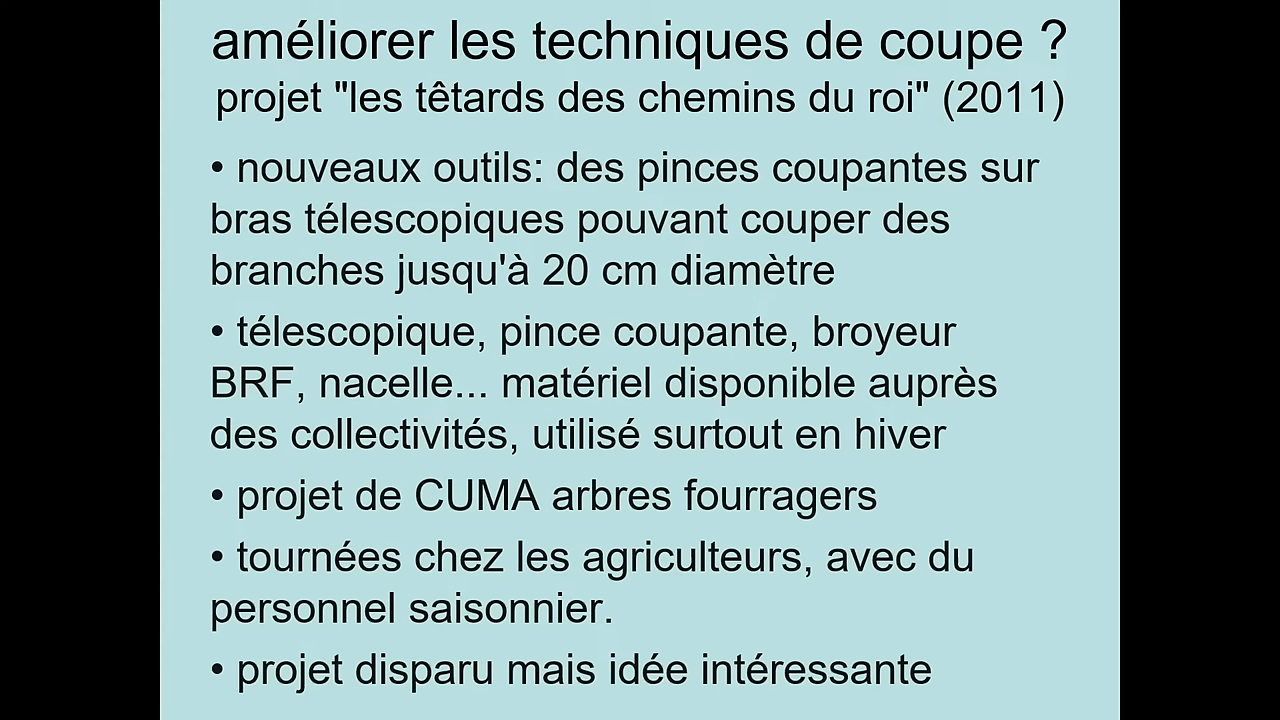 améliorer les techniques de coupe ?
projet "les têtards des chemins du roi" (2011)
• nouveaux outils: des pinces coupantes sur
bras télescopiques pouvant couper des
branches jusqu'à 20 cm diamètre
• télescopique, pince coupante, broyeur
BRF, nacelle... matériel disponible auprès
des collectivités, utilisé surtout en hiver
• projet de CUMA arbres fourragers
• tournées chez les agriculteurs, avec du
personnel saisonnier.
• projet disparu mais idée intéressante